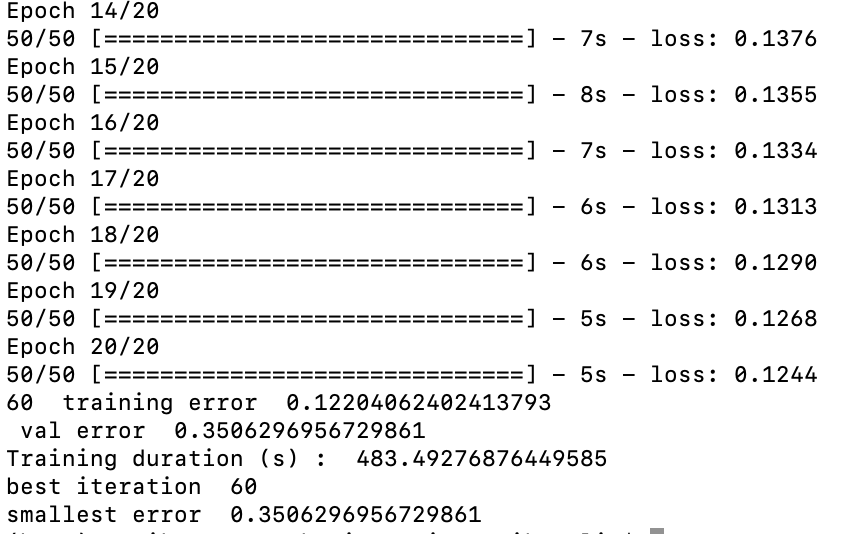 Epoch 14/20
50/50 [==============================] - 7s - loss: 0.1376
Epoch 15/20
50/50 [==============================] - 8s - loss: 0.1355
Epoch 16/20
50/50 [==============================] - 7s - loss: 0.1334
Epoch 17/20
50/50 [==============================] - 6s - loss: 0.1313
Epoch 18/20
50/50 [==============================] - 6s - loss: 0.1290
Epoch 19/20
50/50 [==============================] - 5s - loss: 0.1268
Epoch 20/20
50/50 [==============================] - 5s - loss: 0.1244
60  training error  0.12204062402413793
 val error  0.3506296956729861
Training duration (s) :  483.49276876449585
best iteration  60
smallest error  0.3506296956729861